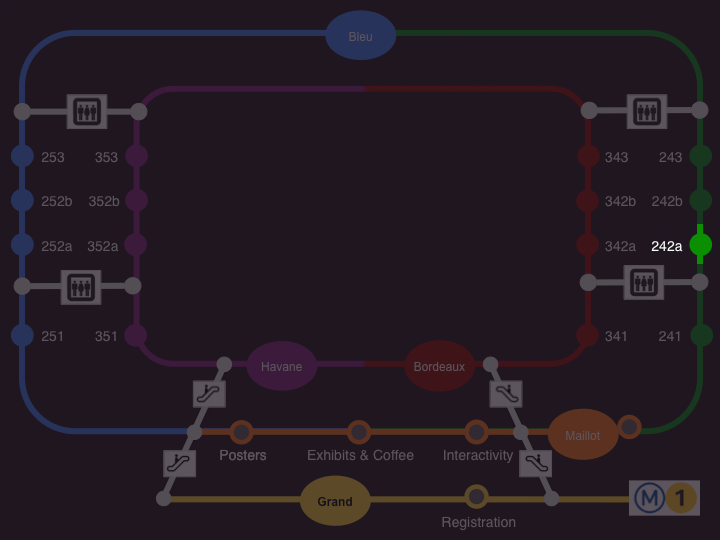 Bleu
253 353 343 243
252b 352b 342b 242b
252a 352a 342a 242a
251 351 341 241
Havane Bordeaux
Maillot
Posters Exhibits & Coffee Interactivity
Grand M 1
Registration